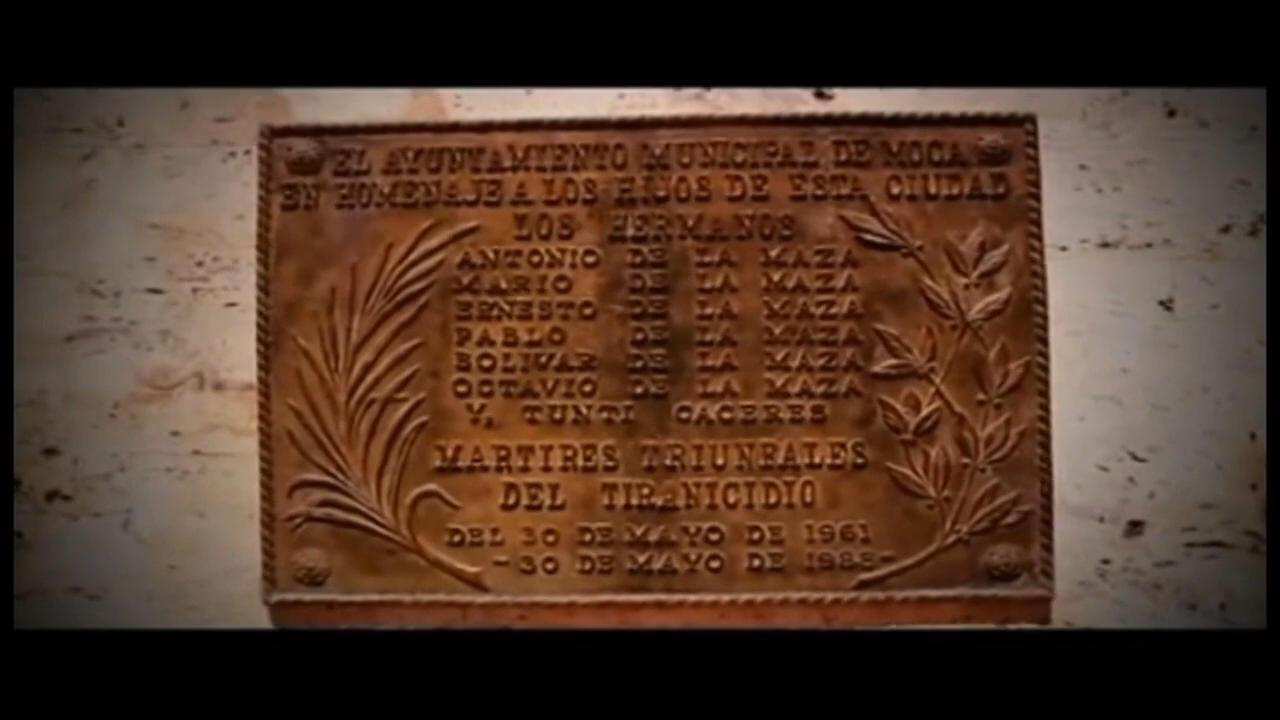 EL AYUNTAMIENTO MUNICIPAL DE MOCA
EN HOMENAJE A LOS HIJOS DE ESTA CIUDAD
LOS HERMANOS
ANTONIO DE LA MAZA
MARIO DE LA MAZA
ERNESTO DE LA MAZA
PABLO DE LA MAZA
BOLIVAR DE LA MAZA
OCTAVIO DE LA MAZA
Y, TUNTI CACERES
MARTIRES TRIUNFALES
DEL TIRANICIDIO
DEL 30 DE MAYO DE 1961
- 30 DE MAYO DE